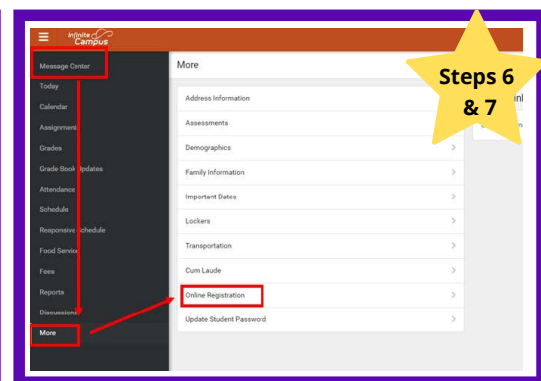 Infinite
Campus
Message Center
Today
Calendar
Assignments
Grades
Grade Book Updates
Attendance
Schedule
Responsive Schedule
Food Service
Fees
Reports
Discussions
More
More
Address Information
Assessments
Demographics
Family Information
Important Dates
Lockers
Transportation
Cum Laude
Online Registration
Update Student Password
Steps 6
& 7